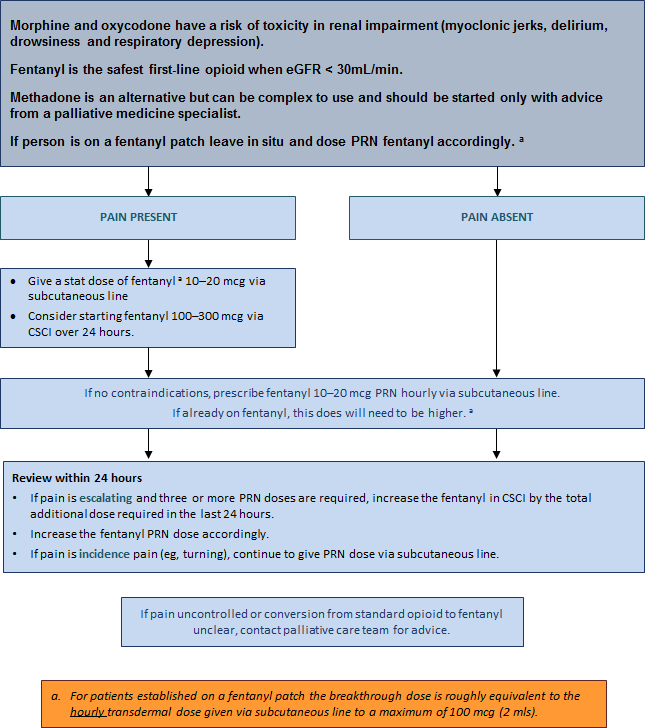 Morphine and oxycodone have a risk of toxicity in renal impairment (myoclonic jerks, delirium,
drowsiness and respiratory depression).
Fentanyl is the safest first-line opioid when eGFR < 30mL/min.
Methadone is an alternative but can be complex to use and should be started only with advice
from a palliative medicine specialist.
If person is on a fentanyl patch leave in situ and dose PRN fentanyl accordingly. a
PAIN PRESENT
PAIN ABSENT
• Give a stat dose of fentanyl a 10–20 mcg via
subcutaneous line
• Consider starting fentanyl 100–300 mcg via
CSCI over 24 hours.
If no contraindications, prescribe fentanyl 10–20 mcg PRN hourly via subcutaneous line.
If already on fentanyl, this does will need to be higher. a
Review within 24 hours
• If pain is escalating and three or more PRN doses are required, increase the fentanyl in CSCI by the total
additional dose required in the last 24 hours.
• Increase the fentanyl PRN dose accordingly.
• If pain is incidence pain (eg, turning), continue to give PRN dose via subcutaneous line.
If pain uncontrolled or conversion from standard opioid to fentanyl
unclear, contact palliative care team for advice.
a. For patients established on a fentanyl patch the breakthrough dose is roughly equivalent to the
hourly transdermal dose given via subcutaneous line to a maximum of 100 mcg (2 mls).